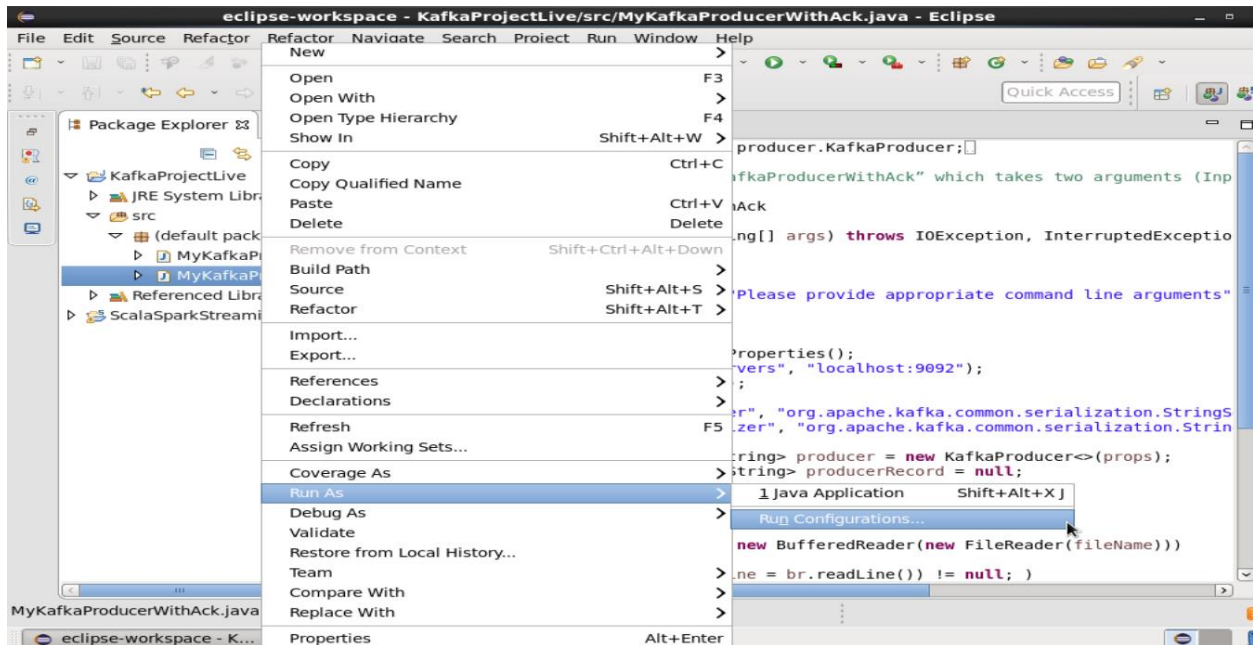 eclipse-workspace - KafkaProjectLive/src/MyKafkaProducerWithAck.java - Eclipse
File Edit Source Refactor Refactor Navigate Search Project Run Window Help
Quick Access
Package Explorer
KafkaProjectLive
JRE System Libr
src
(default pack
MyKafkaP
MyKafkaP
Referenced Libra
ScalaSparkStreami
New
Open F3
Open With
Open Type Hierarchy F4
Show In Shift+Alt+W
Copy Ctrl+C
Copy Qualified Name
Paste Ctrl+V
Delete Delete
Remove from Context Shift+Ctrl+Alt+Down
Build Path
Source Shift+Alt+S
Refactor Shift+Alt+T
Import...
Export...
References
Declarations
Refresh F5
Assign Working Sets...
Coverage As
Run As
Debug As
Validate
Restore from Local History...
Team
Compare With
Replace With
Properties Alt+Enter
1 Java Application Shift+Alt+X J
Run Configurations...
producer.KafkaProducer;
fkaProducerWithAck” which takes two arguments (Inp
Ack
ng[] args) throws IOException, InterruptedExceptio
"Please provide appropriate command line arguments"
Properties();
vers", "localhost:9092");
;
er", "org.apache.kafka.common.serialization.StringS
zer", "org.apache.kafka.common.serialization.Strin
tring> producer = new KafkaProducer<>(props);
String> producerRecord = null;
new BufferedReader(new FileReader(fileName)))
ne = br.readLine()) != null; )
MyKafkaProducerWithAck.java
eclipse-workspace - K...